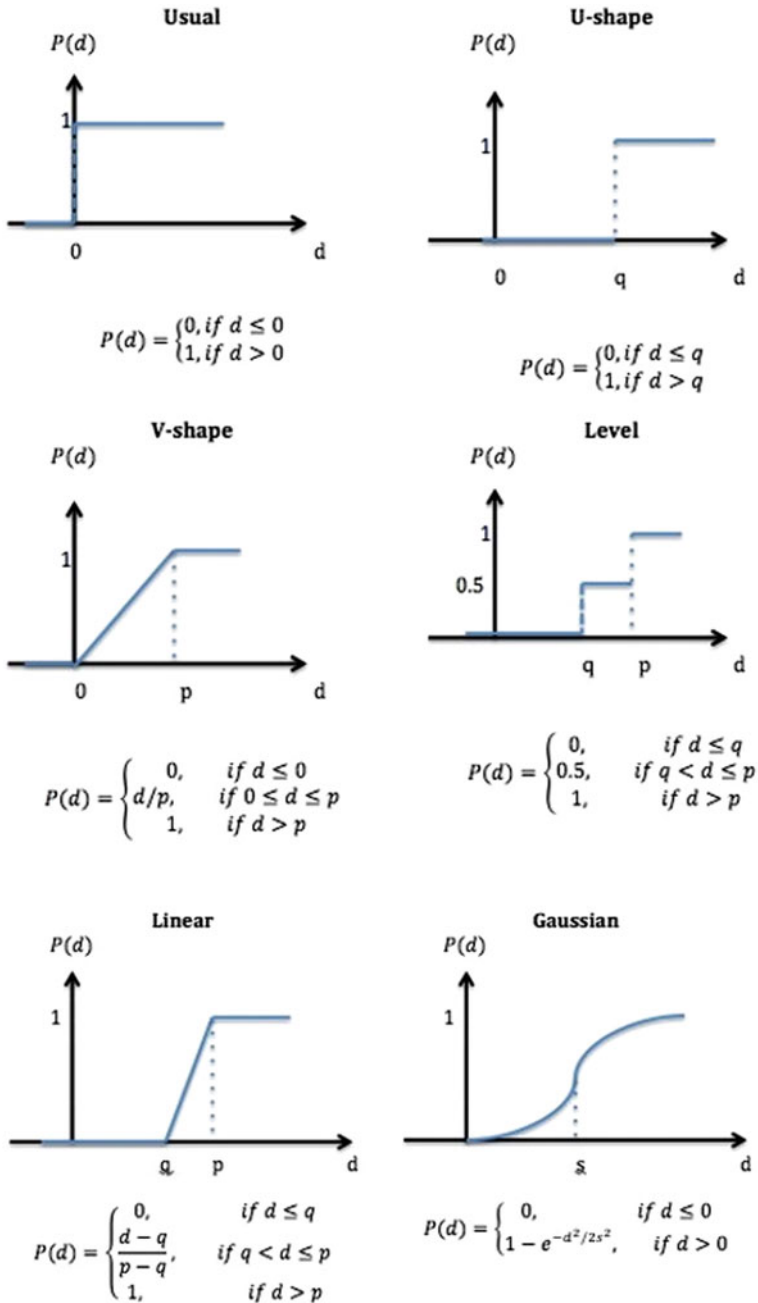 Usual
P(d)
1
0 d
P(d) = {0, if d ≤ 0
1, if d > 0
U-shape
P(d)
1
0 q d
P(d) = {0, if d ≤ q
1, if d > q
V-shape
P(d)
1
0 p d
P(d) = { 0, if d ≤ 0
d/p, if 0 ≤ d ≤ p
1, if d > p
Level
P(d)
1
0.5
q p d
P(d) = { 0, if d ≤ q
0.5, if q < d ≤ p
1, if d > p
Linear
P(d)
1
q p d
P(d) = { 0, if d ≤ q
(d − q)/(p − q), if q < d ≤ p
1, if d > p
Gaussian
P(d)
1
s d
P(d) = { 0, if d ≤ 0
1 − e^(−d²/2s²), if d > 0